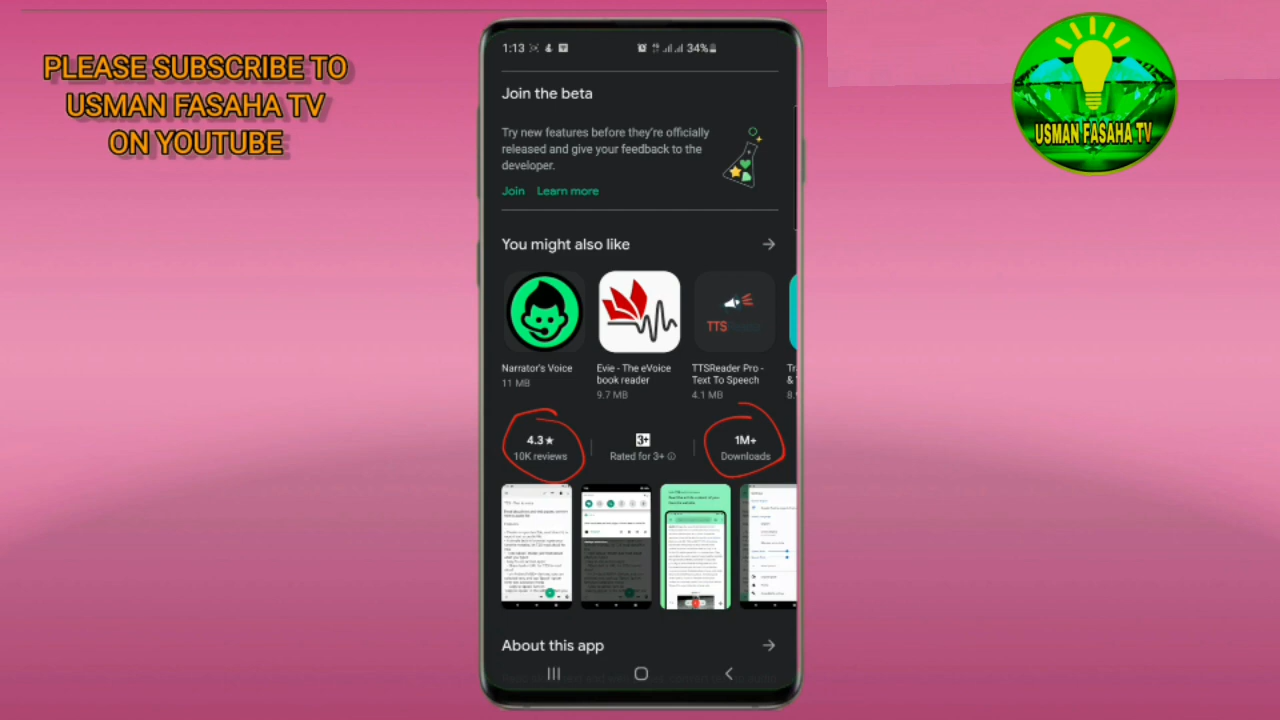 PLEASE SUBSCRIBE TO
USMAN FASAHA TV
ON YOUTUBE
USMAN FASAHA TV
1:13
34%
Join the beta
Try new features before they're officially
released and give your feedback to the
developer.
Join Learn more
You might also like
TTS
Narrator's Voice
11 MB
Evie - The eVoice
book reader
9.7 MB
TTSReader Pro -
Text To Speech
4.1 MB
& T
8.
4.3★
10K reviews
3+
Rated for 3+
1M+
Downloads
About this app